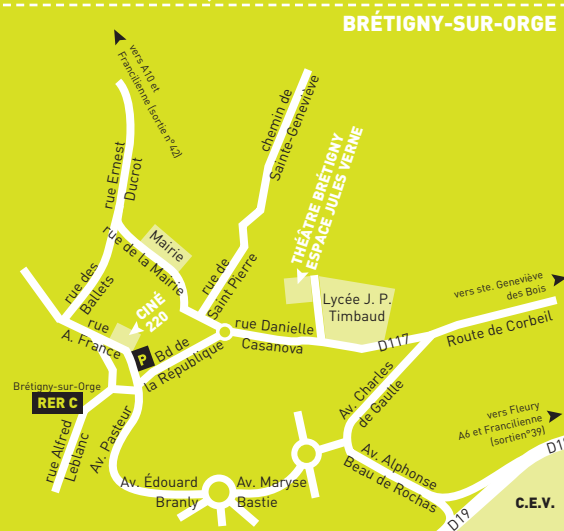 BRÉTIGNY-SUR-ORGE
vers A10 et
Francilienne (sortie n°42)
chemin de
Sainte-Geneviève
rue Ernest
Ducrot
THÉÂTRE BRÉTIGNY
ESPACE JULES VERNE
Mairie
rue de la Mairie
rue de
Saint Pierre
rue des
Ballets
CINÉ
220
Lycée J. P.
Timbaud
vers ste. Geneviève
des Bois
rue
A. France
P
Bd de
la République
rue Danielle
Casanova
D117
Route de Corbeil
Brétigny-sur-Orge
RER C
rue Alfred
Leblanc
Av. Pasteur
Av. Charles
de Gaulle
vers Fleury
A6 et Francilienne
(sortien°39)
Av. Édouard
Branly
Av. Maryse
Bastie
Av. Alphonse
Beau de Rochas
D19
D19
C.E.V.